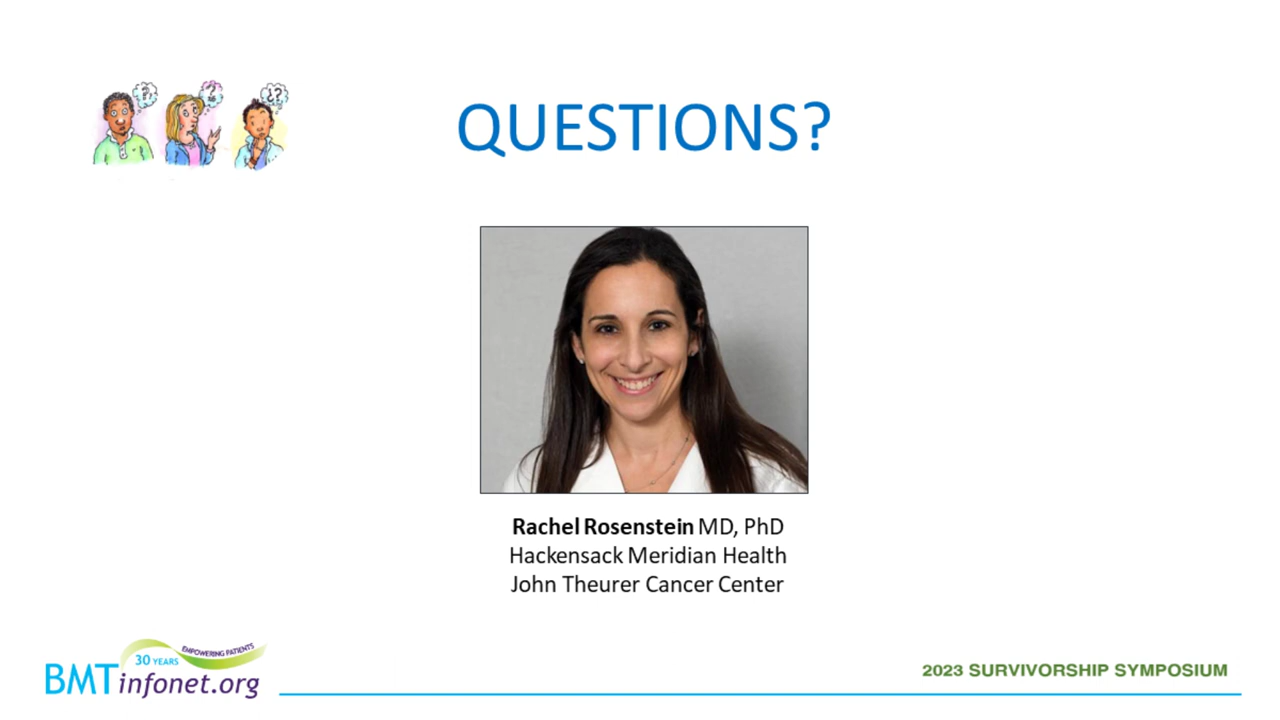 QUESTIONS?
Rachel Rosenstein MD, PhD
Hackensack Meridian Health
John Theurer Cancer Center
EMPOWERING PATIENTS
30 YEARS
BMTinfonet.org
2023 SURVIVORSHIP SYMPOSIUM